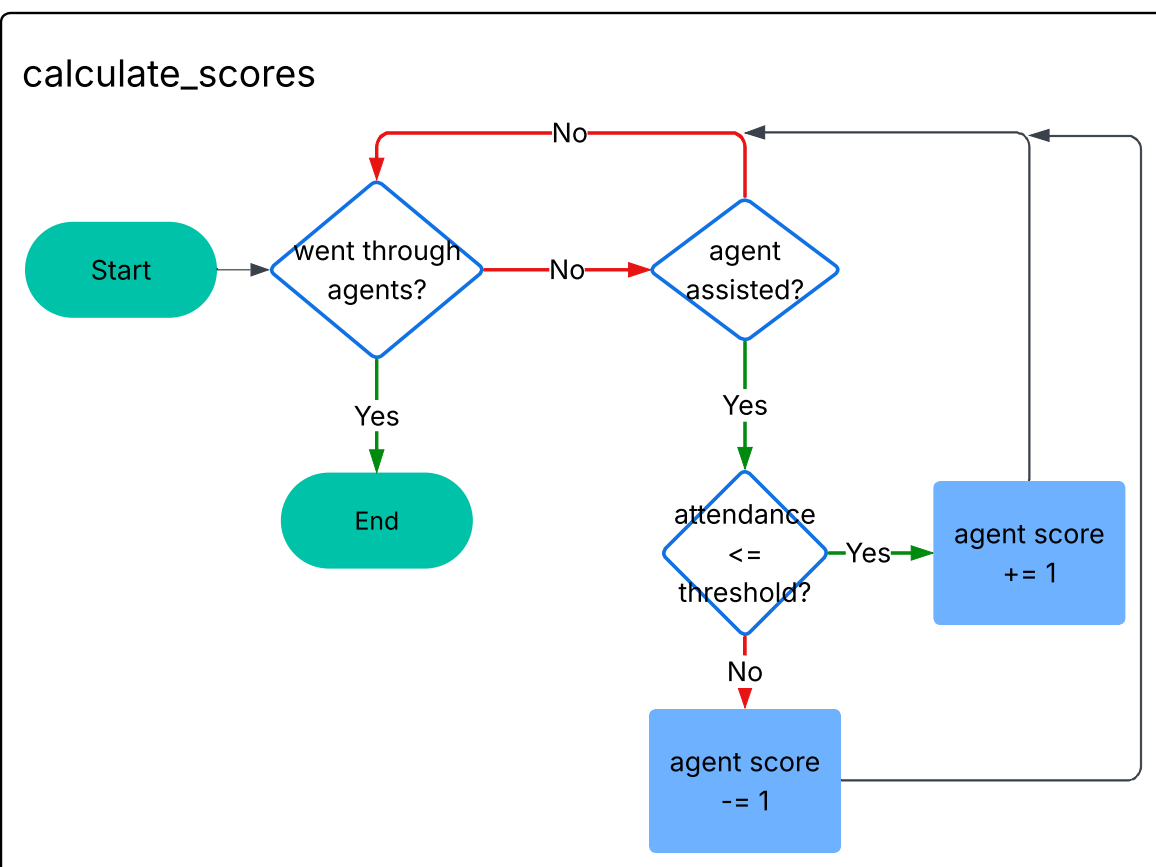 calculate_scores
No
Start
went through
agents?
No
agent
assisted?
Yes
Yes
End
attendance
<=
threshold?
Yes
agent score
+= 1
No
agent score
-= 1